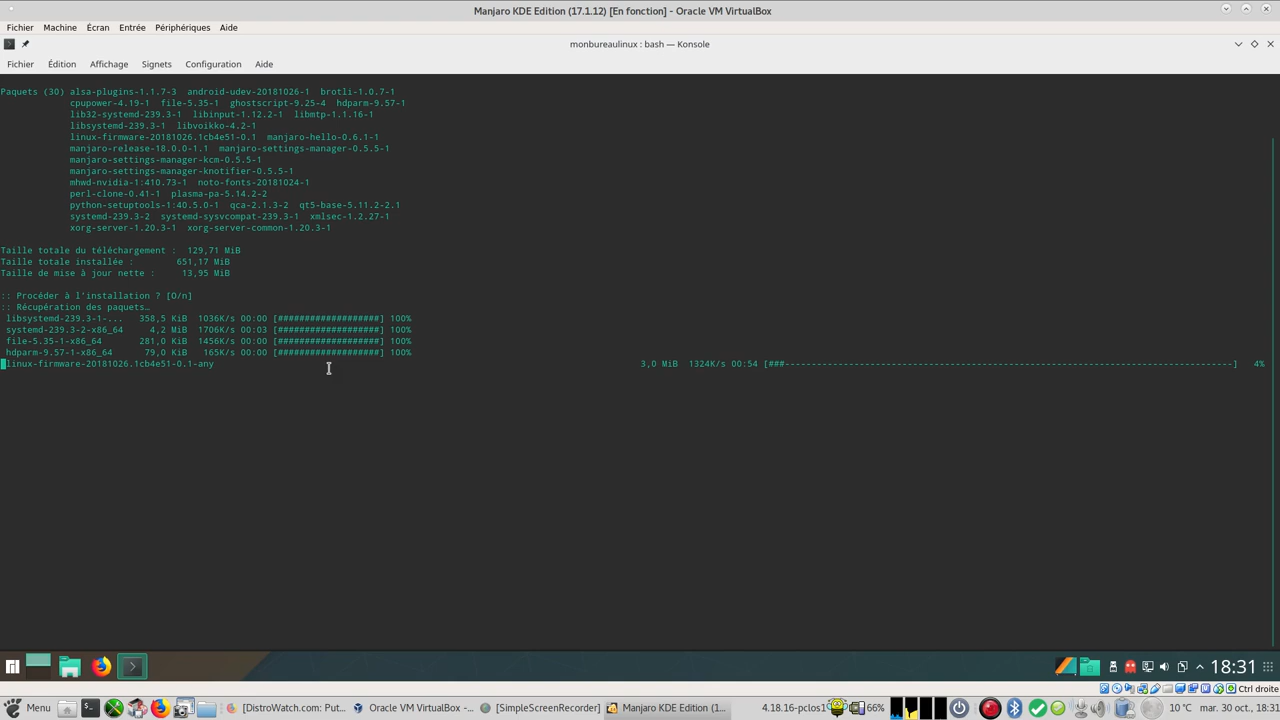 Manjaro KDE Edition (17.1.12) [En fonction] - Oracle VM VirtualBox
Fichier Machine Écran Entrée Périphériques Aide
monbureaulinux : bash — Konsole
Fichier Édition Affichage Signets Configuration Aide
Paquets (30) alsa-plugins-1.1.7-3 android-udev-20181026-1 brotli-1.0.7-1
cpupower-4.19-1 file-5.35-1 ghostscript-9.25-4 hdparm-9.57-1
lib32-systemd-239.3-1 libinput-1.12.2-1 libmtp-1.1.16-1
libsystemd-239.3-1 libvoikko-4.2-1
linux-firmware-20181026.1cb4e51-0.1 manjaro-hello-0.6.1-1
manjaro-release-18.0.0-1.1 manjaro-settings-manager-0.5.5-1
manjaro-settings-manager-kcm-0.5.5-1
manjaro-settings-manager-knotifier-0.5.5-1
mhwd-nvidia-1:410.73-1 noto-fonts-20181024-1
perl-clone-0.41-1 plasma-pa-5.14.2-2
python-setuptools-1:40.5.0-1 qca-2.1.3-2 qt5-base-5.11.2-2.1
systemd-239.3-2 systemd-sysvcompat-239.3-1 xmlsec-1.2.27-1
xorg-server-1.20.3-1 xorg-server-common-1.20.3-1
Taille totale du téléchargement : 129,71 MiB
Taille totale installée : 651,17 MiB
Taille de mise à jour nette : 13,95 MiB
:: Procéder à l'installation ? [O/n]
:: Récupération des paquets…
libsystemd-239.3-1-... 358,5 KiB 1036K/s 00:00 [###################] 100%
systemd-239.3-2-x86_64 4,2 MiB 1706K/s 00:03 [###################] 100%
file-5.35-1-x86_64 281,0 KiB 1456K/s 00:00 [###################] 100%
hdparm-9.57-1-x86_64 79,0 KiB 165K/s 00:00 [###################] 100%
linux-firmware-20181026.1cb4e51-0.1-any 3,0 MiB 1324K/s 00:54 [###------------------------------------------------------------------------------------] 4%
18:31
Ctrl droite
Menu [DistroWatch.com: Put... Oracle VM VirtualBox -... [SimpleScreenRecorder] Manjaro KDE Edition (1... 4.18.16-pclos 66% 10 °C mar. 30 oct., 18:31